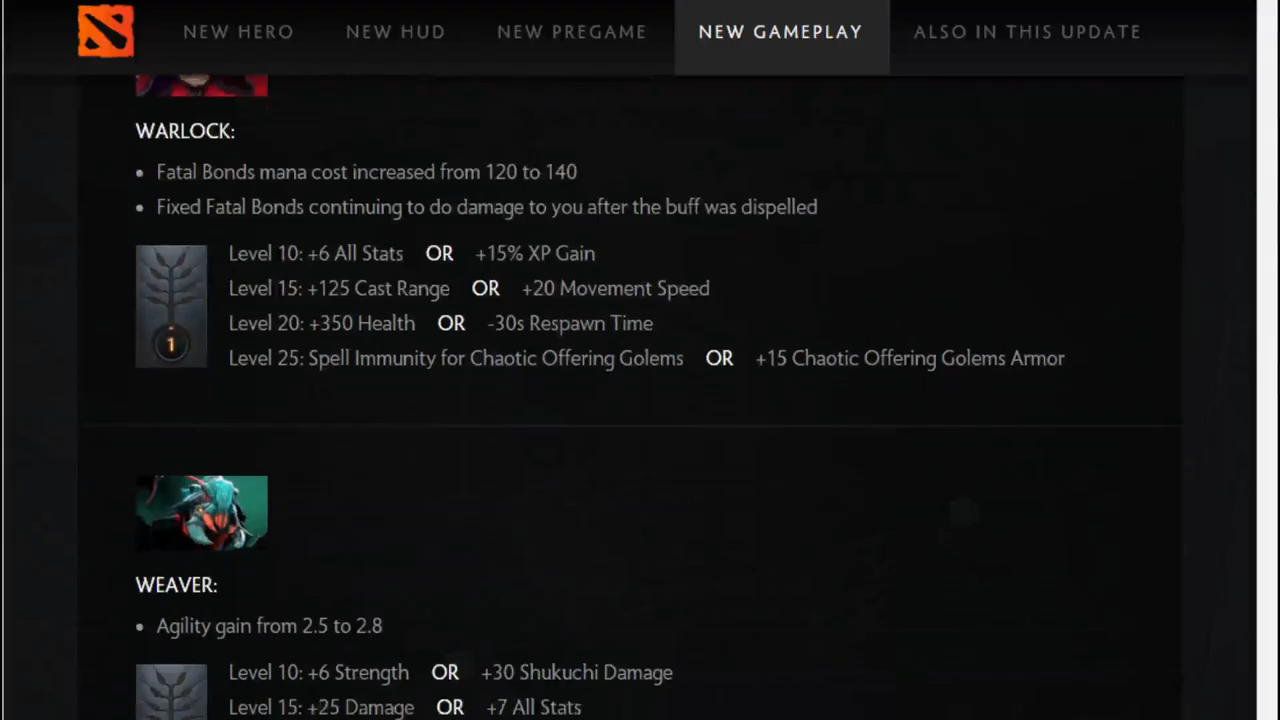 NEW HERO NEW HUD NEW PREGAME NEW GAMEPLAY ALSO IN THIS UPDATE
WARLOCK:
• Fatal Bonds mana cost increased from 120 to 140
• Fixed Fatal Bonds continuing to do damage to you after the buff was dispelled
Level 10: +6 All Stats OR +15% XP Gain
Level 15: +125 Cast Range OR +20 Movement Speed
Level 20: +350 Health OR -30s Respawn Time
1
Level 25: Spell Immunity for Chaotic Offering Golems OR +15 Chaotic Offering Golems Armor
WEAVER:
• Agility gain from 2.5 to 2.8
Level 10: +6 Strength OR +30 Shukuchi Damage
Level 15: +25 Damage OR +7 All Stats